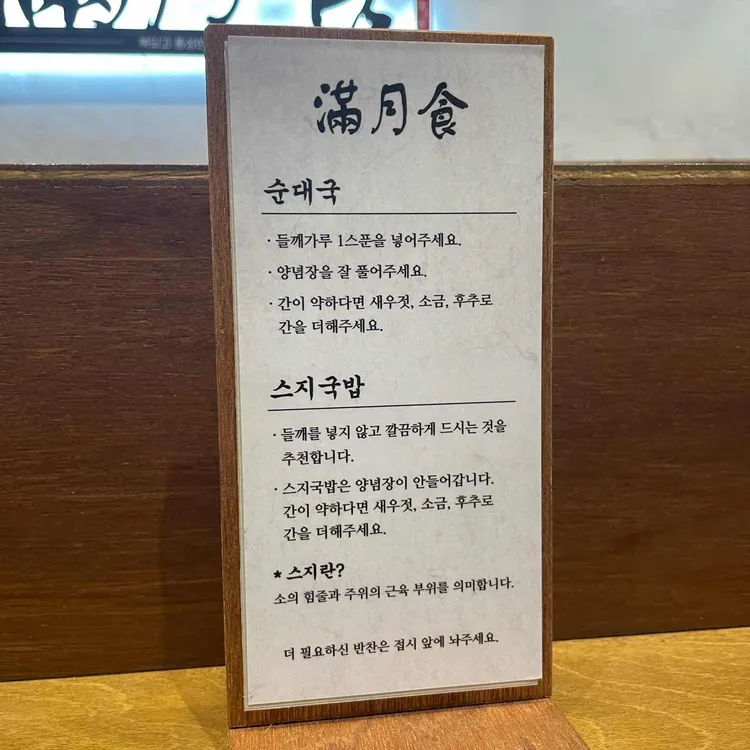 滿月食
순대국
· 들깨가루 1스푼을 넣어주세요.
· 양념장을 잘 풀어주세요.
· 간이 약하다면 새우젓, 소금, 후추로
간을 더해주세요.
스지국밥
· 들깨를 넣지 않고 깔끔하게 드시는 것을
추천합니다.
· 스지국밥은 양념장이 안들어갑니다.
간이 약하다면 새우젓, 소금, 후추로
간을 더해주세요.
* 스지란?
소의 힘줄과 주위의 근육 부위를 의미합니다.
더 필요하신 반찬은 접시 앞에 놔주세요.